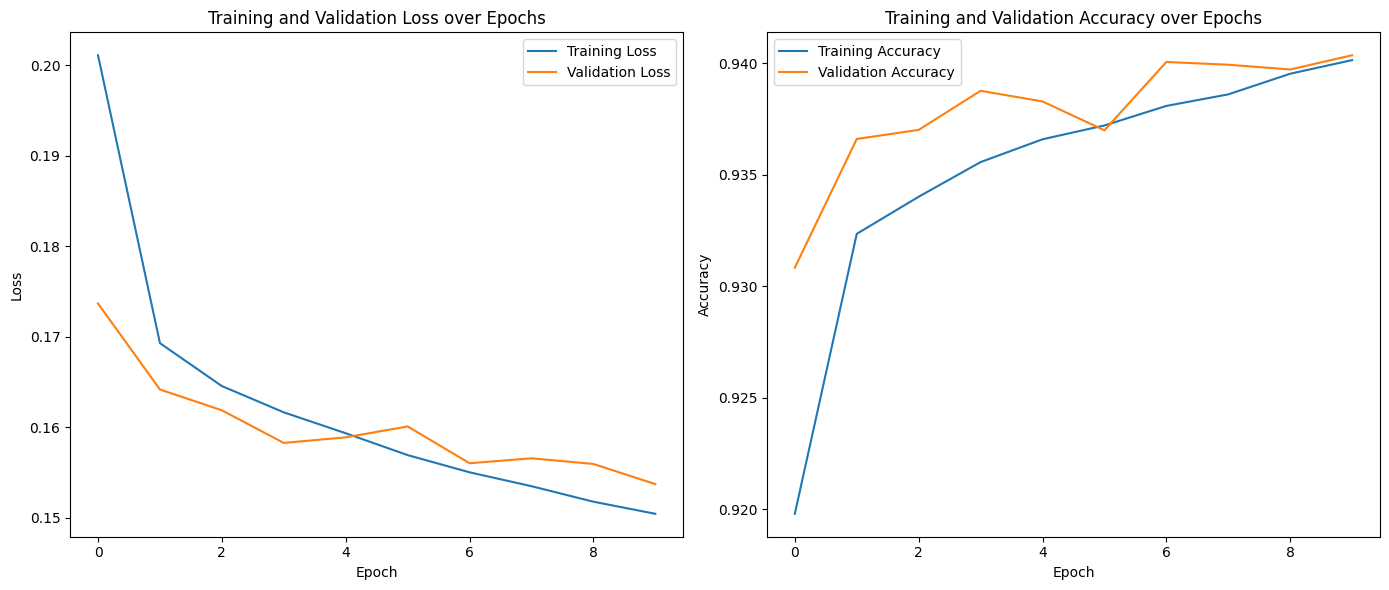 Training and Validation Loss over Epochs
Training Loss
Validation Loss
0.20
0.19
0.18
0.17
0.16
0.15
Loss
0 2 4 6 8
Epoch
Training and Validation Accuracy over Epochs
Training Accuracy
Validation Accuracy
0.940
0.935
0.930
0.925
0.920
Accuracy
0 2 4 6 8
Epoch